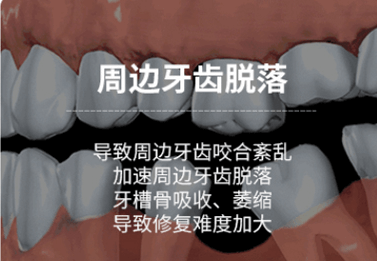 周边牙齿脱落
导致周边牙齿咬合紊乱
加速周边牙齿脱落
牙槽骨吸收、萎缩
导致修复难度加大